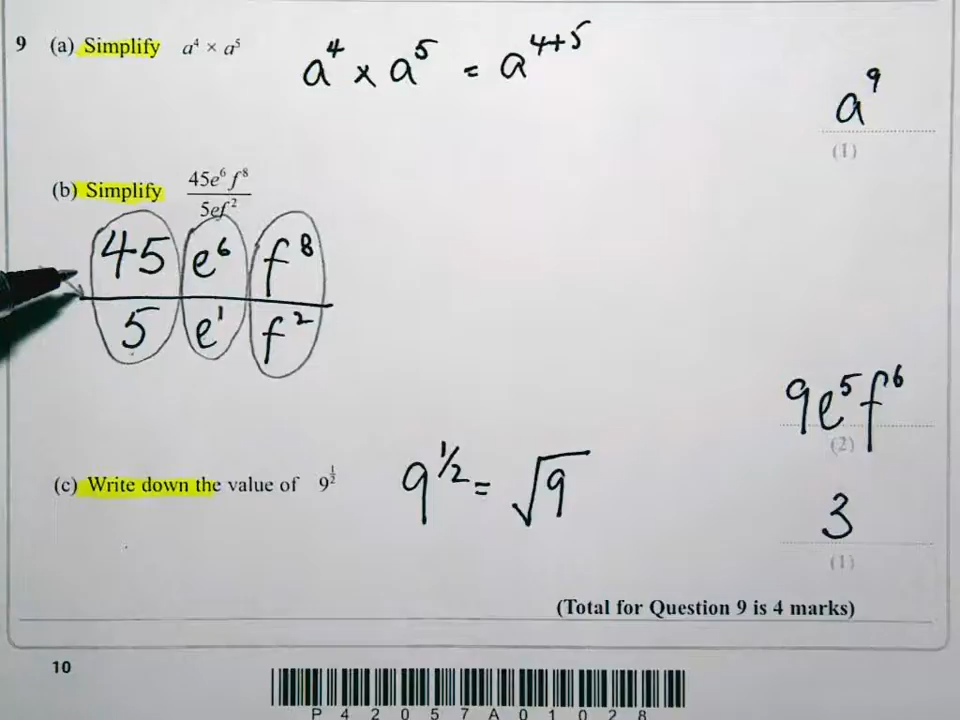 9 (a) Simplify a⁴ × a⁵
a⁴ × a⁵ = a⁴⁺⁵
a⁹
(1)
(b) Simplify 45e⁶f⁸ / 5ef²
45 e⁶ f⁸
5 e¹ f²
9e⁵f⁶
(2)
(c) Write down the value of 9^½
9^1/2 = √9
3
(1)
(Total for Question 9 is 4 marks)
10
P 4 2 0 5 7 A 0 1 0 2 8